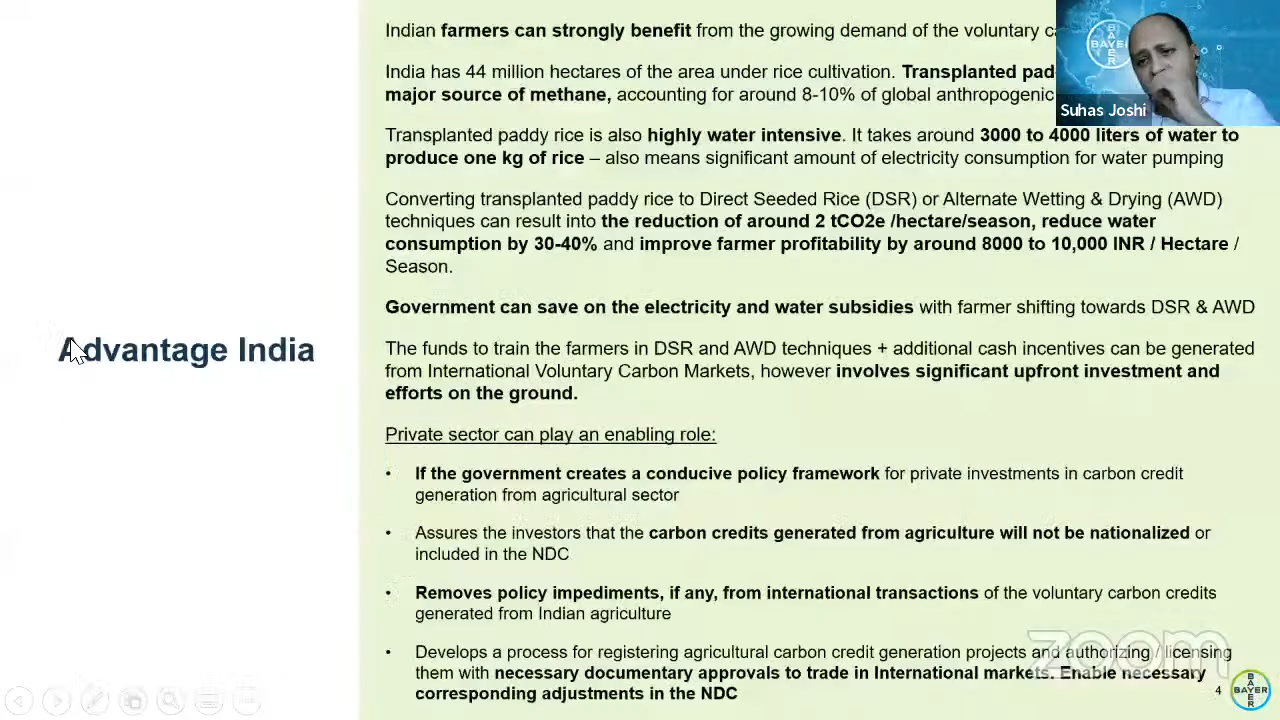 Indian farmers can strongly benefit from the growing demand of the voluntary
India has 44 million hectares of the area under rice cultivation. Transplanted
major source of methane, accounting for around 8-10% of global anthropogenic
Transplanted paddy rice is also highly water intensive. It takes around 3000 to 4000 liters of water to
produce one kg of rice – also means significant amount of electricity consumption for water pumping
Converting transplanted paddy rice to Direct Seeded Rice (DSR) or Alternate Wetting & Drying (AWD)
techniques can result into the reduction of around 2 tCO2e /hectare/season, reduce water
consumption by 30-40% and improve farmer profitability by around 8000 to 10,000 INR / Hectare /
Season.
Government can save on the electricity and water subsidies with farmer shifting towards DSR & AWD
Advantage India
The funds to train the farmers in DSR and AWD techniques + additional cash incentives can be generated
from International Voluntary Carbon Markets, however involves significant upfront investment and
efforts on the ground.
Private sector can play an enabling role:
• If the government creates a conducive policy framework for private investments in carbon credit
generation from agricultural sector
• Assures the investors that the carbon credits generated from agriculture will not be nationalized or
included in the NDC
• Removes policy impediments, if any, from international transactions of the voluntary carbon credits
generated from Indian agriculture
• Develops a process for registering agricultural carbon credit generation projects and authorizing / licensing
them with necessary documentary approvals to trade in International markets. Enable necessary
corresponding adjustments in the NDC
BAYER
BAYER
Suhas Joshi
zoom
4
BAYER
BAYER